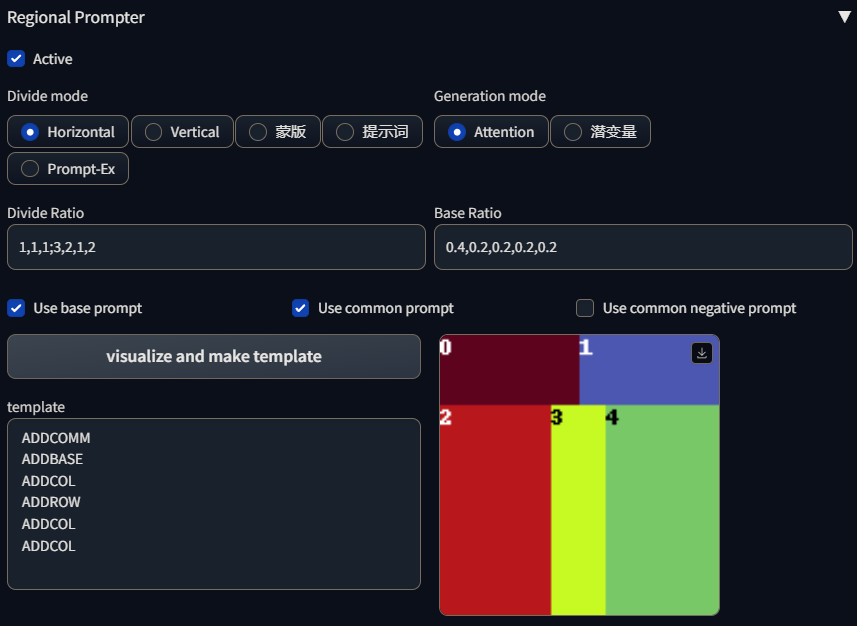 Regional Prompter ▼
Active
Divide mode
Generation mode
Horizontal Vertical 蒙版 提示词
Attention 潜变量
Prompt-Ex
Divide Ratio
Base Ratio
1,1,1;3,2,1,2
0.4,0.2,0.2,0.2,0.2
Use base prompt
Use common prompt
Use common negative prompt
visualize and make template
template
ADDCOMM
ADDBASE
ADDCOL
ADDROW
ADDCOL
ADDCOL
0 1
2 3 4